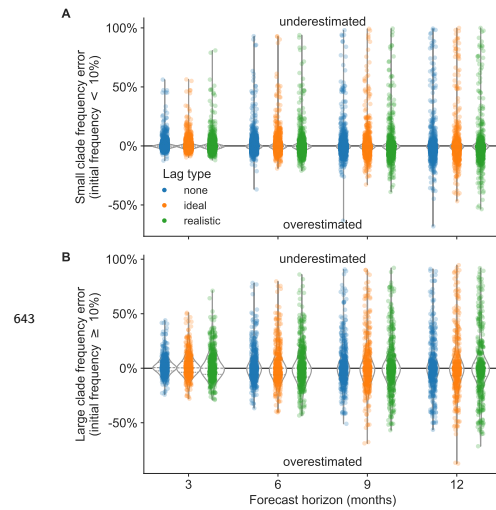 A
underestimated
100%
50%
0%
-50%
Small clade frequency error
(initial frequency < 10%)
Lag type
none
ideal
realistic
overestimated
B
underestimated
100%
50%
0%
-50%
Large clade frequency error
(initial frequency ≥ 10%)
643
overestimated
3
6
9
12
Forecast horizon (months)